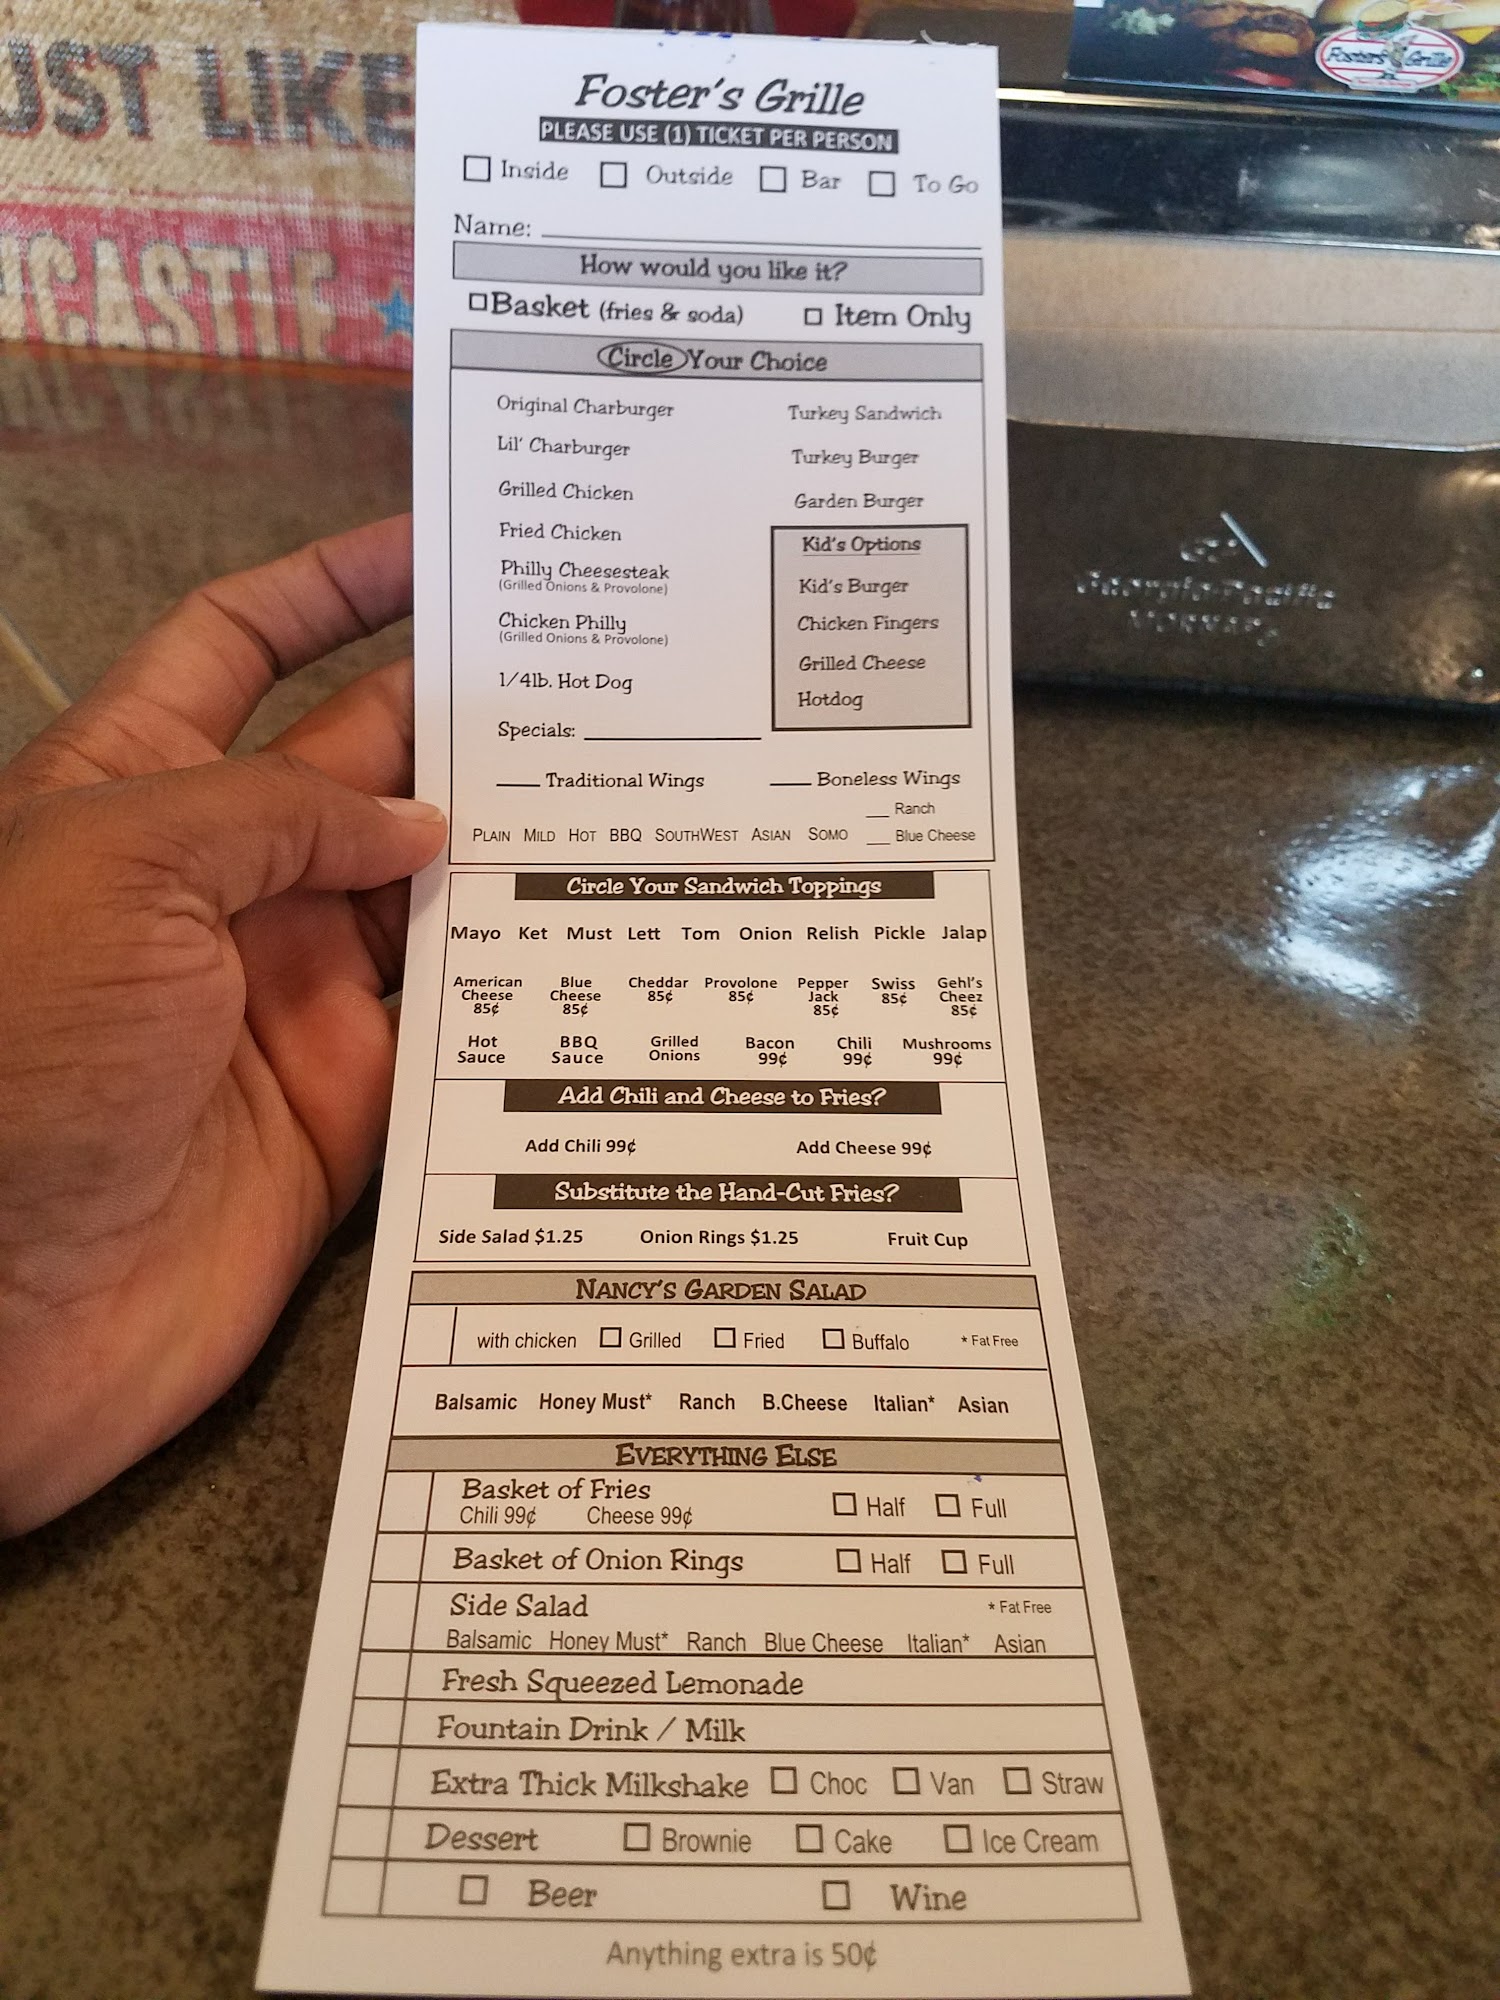 UST LIKE
CASTLE
Foster's Grille
Foster's Grille
PLEASE USE (1) TICKET PER PERSON
Inside Outside Bar To Go
Name:
How would you like it?
Basket (fries & soda) Item Only
Circle Your Choice
Original Charburger Turkey Sandwich
Lil' Charburger Turkey Burger
Grilled Chicken Garden Burger
Fried Chicken Kid's Options
Philly Cheesesteak Kid's Burger
(Grilled Onions & Provolone)
Chicken Philly Chicken Fingers
(Grilled Onions & Provolone)
Grilled Cheese
1/4lb. Hot Dog Hotdog
Specials:
Traditional Wings Boneless Wings
Ranch
PLAIN MILD HOT BBQ SOUTHWEST ASIAN SOMO Blue Cheese
Circle Your Sandwich Toppings
Mayo Ket Must Lett Tom Onion Relish Pickle Jalap
American Blue Cheddar Provolone Pepper Swiss Gehl's
Cheese Cheese 85¢ 85¢ Jack 85¢ Cheez
85¢ 85¢ 85¢ 85¢
Hot BBQ Grilled Bacon Chili Mushrooms
Sauce Sauce Onions 99¢ 99¢ 99¢
Add Chili and Cheese to Fries?
Add Chili 99¢ Add Cheese 99¢
Substitute the Hand-Cut Fries?
Side Salad $1.25 Onion Rings $1.25 Fruit Cup
NANCY'S GARDEN SALAD
with chicken Grilled Fried Buffalo * Fat Free
Balsamic Honey Must* Ranch B.Cheese Italian* Asian
EVERYTHING ELSE
Basket of Fries Half Full
Chili 99¢ Cheese 99¢
Basket of Onion Rings Half Full
Side Salad * Fat Free
Balsamic Honey Must* Ranch Blue Cheese Italian* Asian
Fresh Squeezed Lemonade
Fountain Drink / Milk
Extra Thick Milkshake Choc Van Straw
Dessert Brownie Cake Ice Cream
Beer Wine
Anything extra is 50¢
Georgia-Pacific